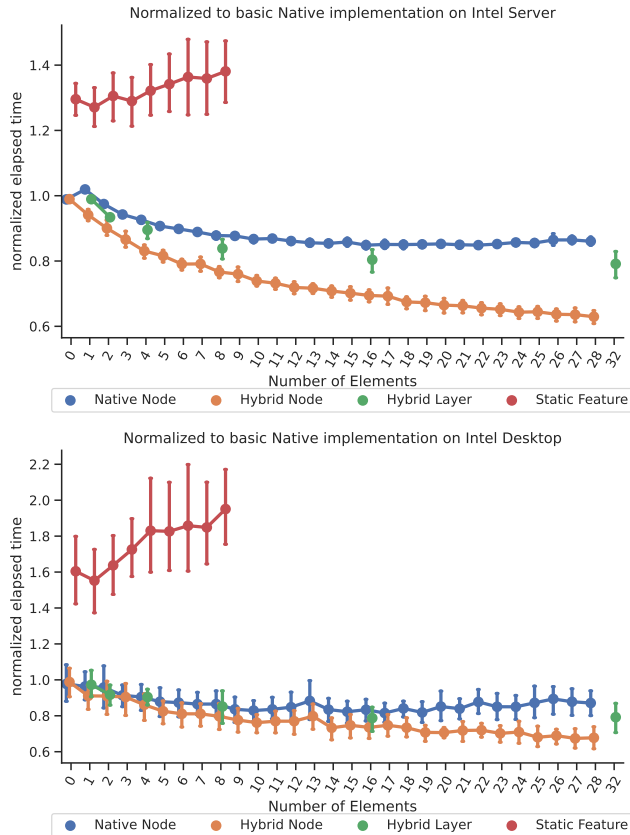 Normalized to basic Native implementation on Intel Server
normalized elapsed time
1.4
1.2
1.0
0.8
0.6
0 1 2 3 4 5 6 7 8 9 10 11 12 13 14 15 16 17 18 19 20 21 22 23 24 25 26 27 28 32
Number of Elements
Native Node Hybrid Node Hybrid Layer Static Feature
Normalized to basic Native implementation on Intel Desktop
normalized elapsed time
2.2
2.0
1.8
1.6
1.4
1.2
1.0
0.8
0.6
0 1 2 3 4 5 6 7 8 9 10 11 12 13 14 15 16 17 18 19 20 21 22 23 24 25 26 27 28 32
Number of Elements
Native Node Hybrid Node Hybrid Layer Static Feature